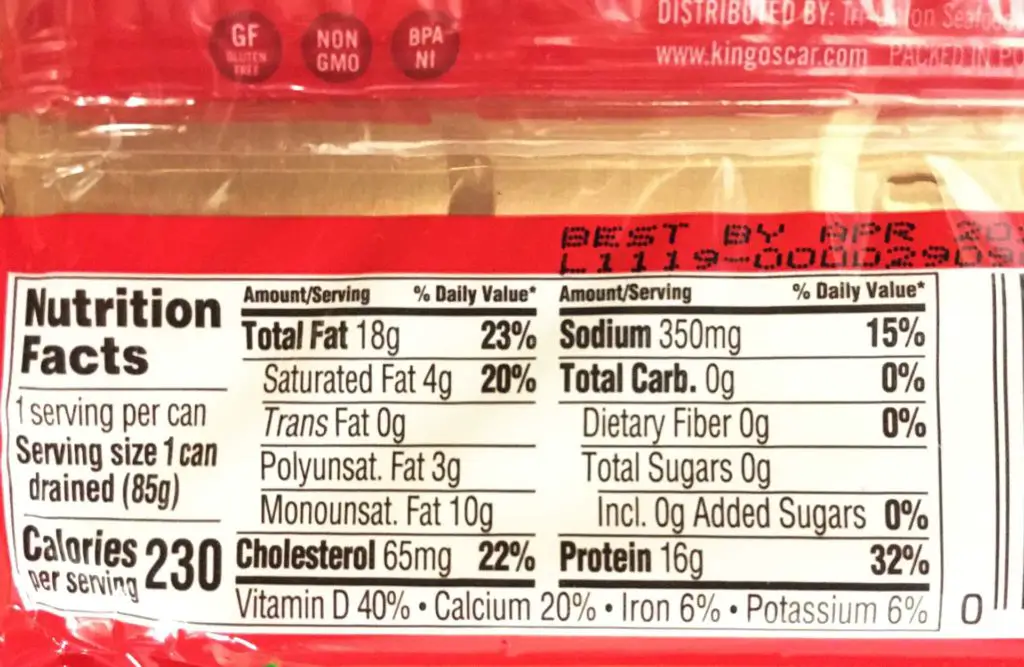 GF
GLUTEN
FREE
NON
GMO
BPA
NI
DISTRIBUTED BY:
www.kingoscar.com PACKED IN
BEST BY APR
Nutrition
Facts
1 serving per can
Serving size 1 can
drained (85g)
Calories
per serving
230
Amount/Serving % Daily Value*
Total Fat 18g 23%
Saturated Fat 4g 20%
Trans Fat 0g
Polyunsat. Fat 3g
Monounsat. Fat 10g
Cholesterol 65mg 22%
Amount/Serving % Daily Value*
Sodium 350mg 15%
Total Carb. 0g 0%
Dietary Fiber 0g 0%
Total Sugars 0g
Incl. 0g Added Sugars 0%
Protein 16g 32%
Vitamin D 40% • Calcium 20% • Iron 6% • Potassium 6%
0